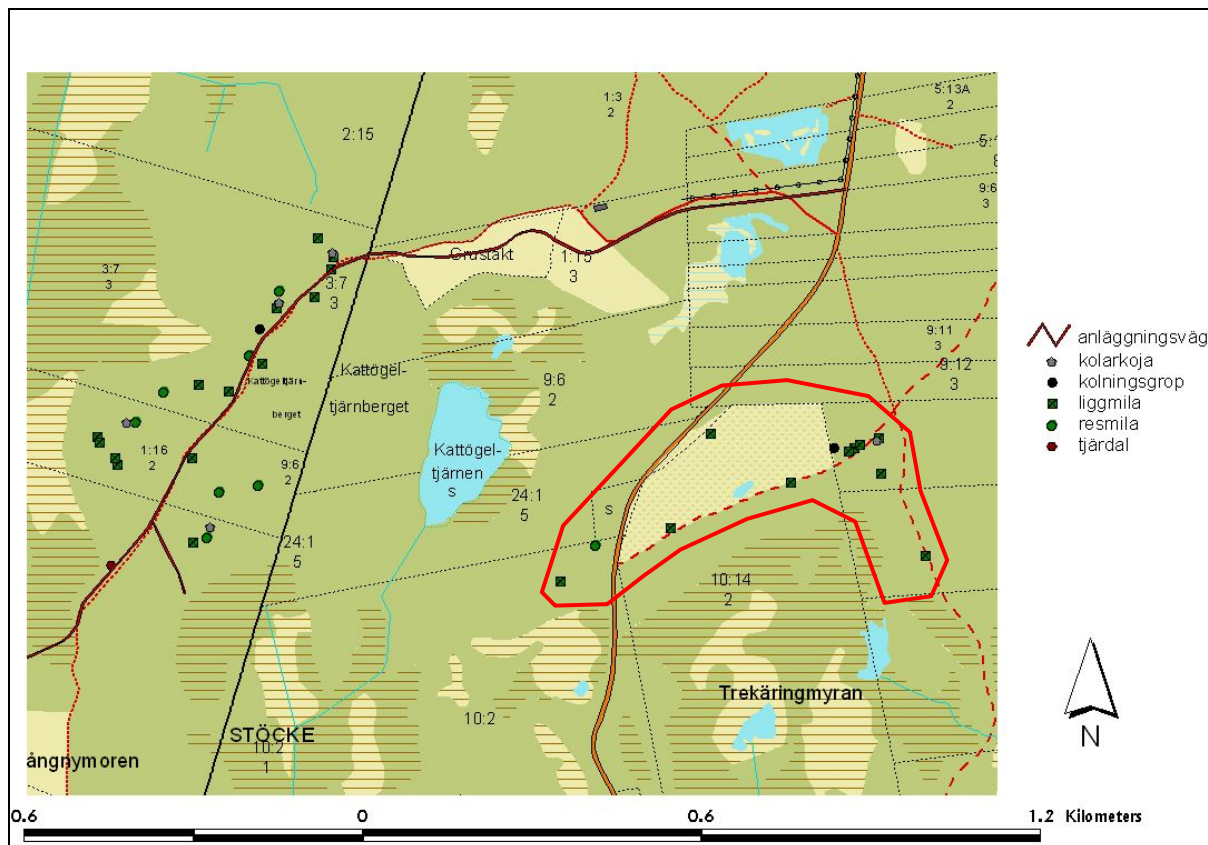 5:13A
2
1:3
2
2:15
5:1
8
9:6
3
Grustakt
1:15
3
3:7
3
3:7
3
9:11
3
9:12
3
Kattögel-
tjärnberget
Kattögeltjärn-
berget
9:6
2
Kattögel-
tjärnen
s
1:16
2
9:6
2
24:1
5
s
24:1
5
10:14
2
Trekäringmyran
10:2
STÖCKE
10:2
1
ångnymoren
anläggningsväg
kolarkoja
kolningsgrop
liggmila
resmila
tjärdal
N
0.6 0 0.6 1.2 Kilometers